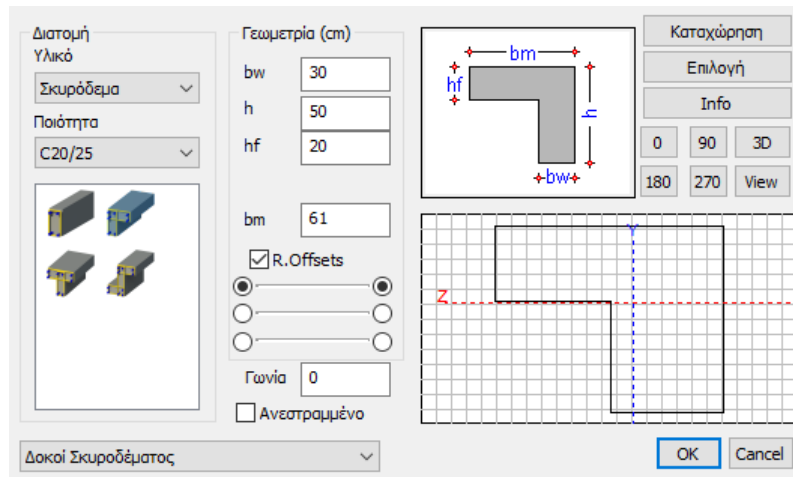 Διατομή
Υλικό
Σκυρόδεμα
Ποιότητα
C20/25
Γεωμετρία (cm)
bw 30
h 50
hf 20
bm 61
R.Offsets
Γωνία 0
Ανεστραμμένο
bm
hf
h
bw
Καταχώρηση
Επιλογή
Info
0 90 3D
180 270 View
Y
Z
Δοκοί Σκυροδέματος
OK Cancel